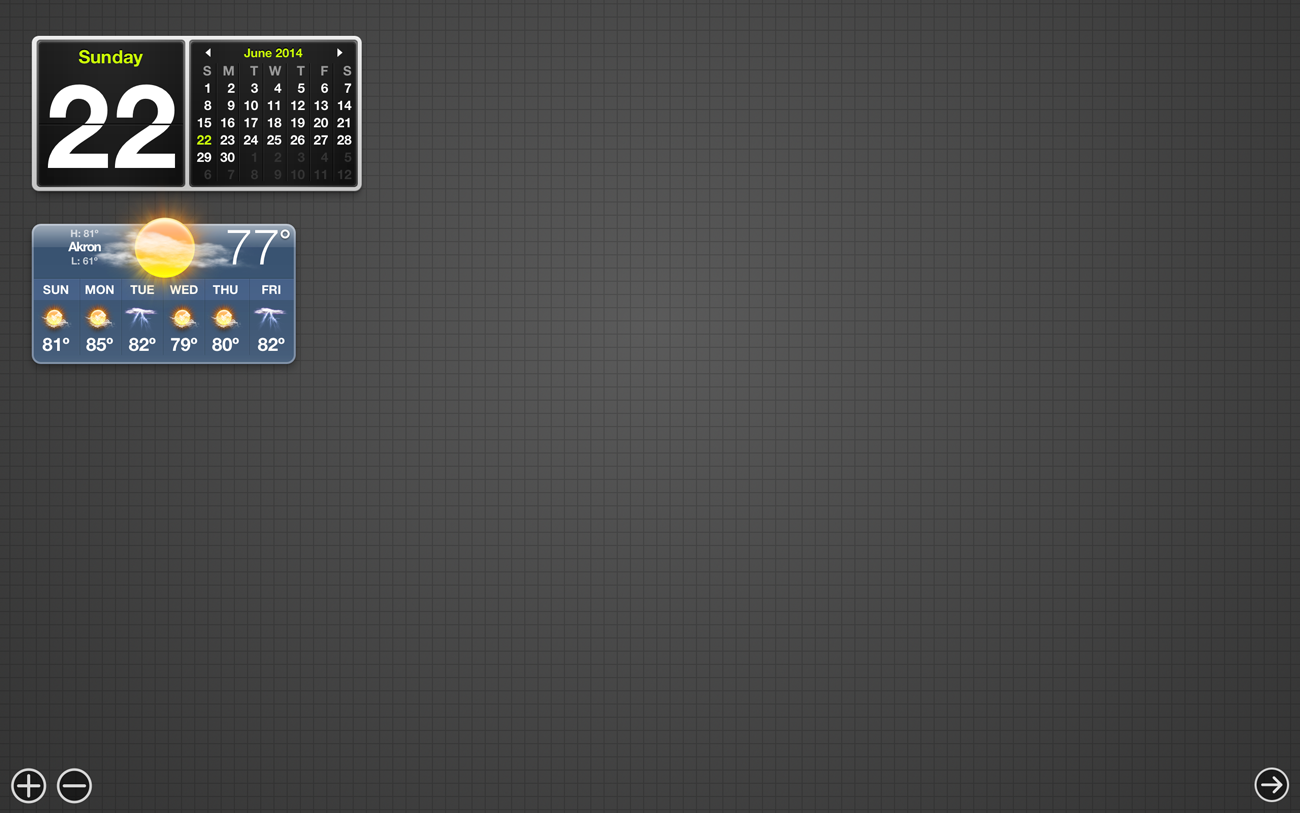 Sunday
22
June 2014
S M T W T F S
1 2 3 4 5 6 7
8 9 10 11 12 13 14
15 16 17 18 19 20 21
22 23 24 25 26 27 28
29 30 1 2 3 4 5
6 7 8 9 10 11 12
H: 81°
Akron
L: 61°
77°
SUN MON TUE WED THU FRI
81° 85° 82° 79° 80° 82°